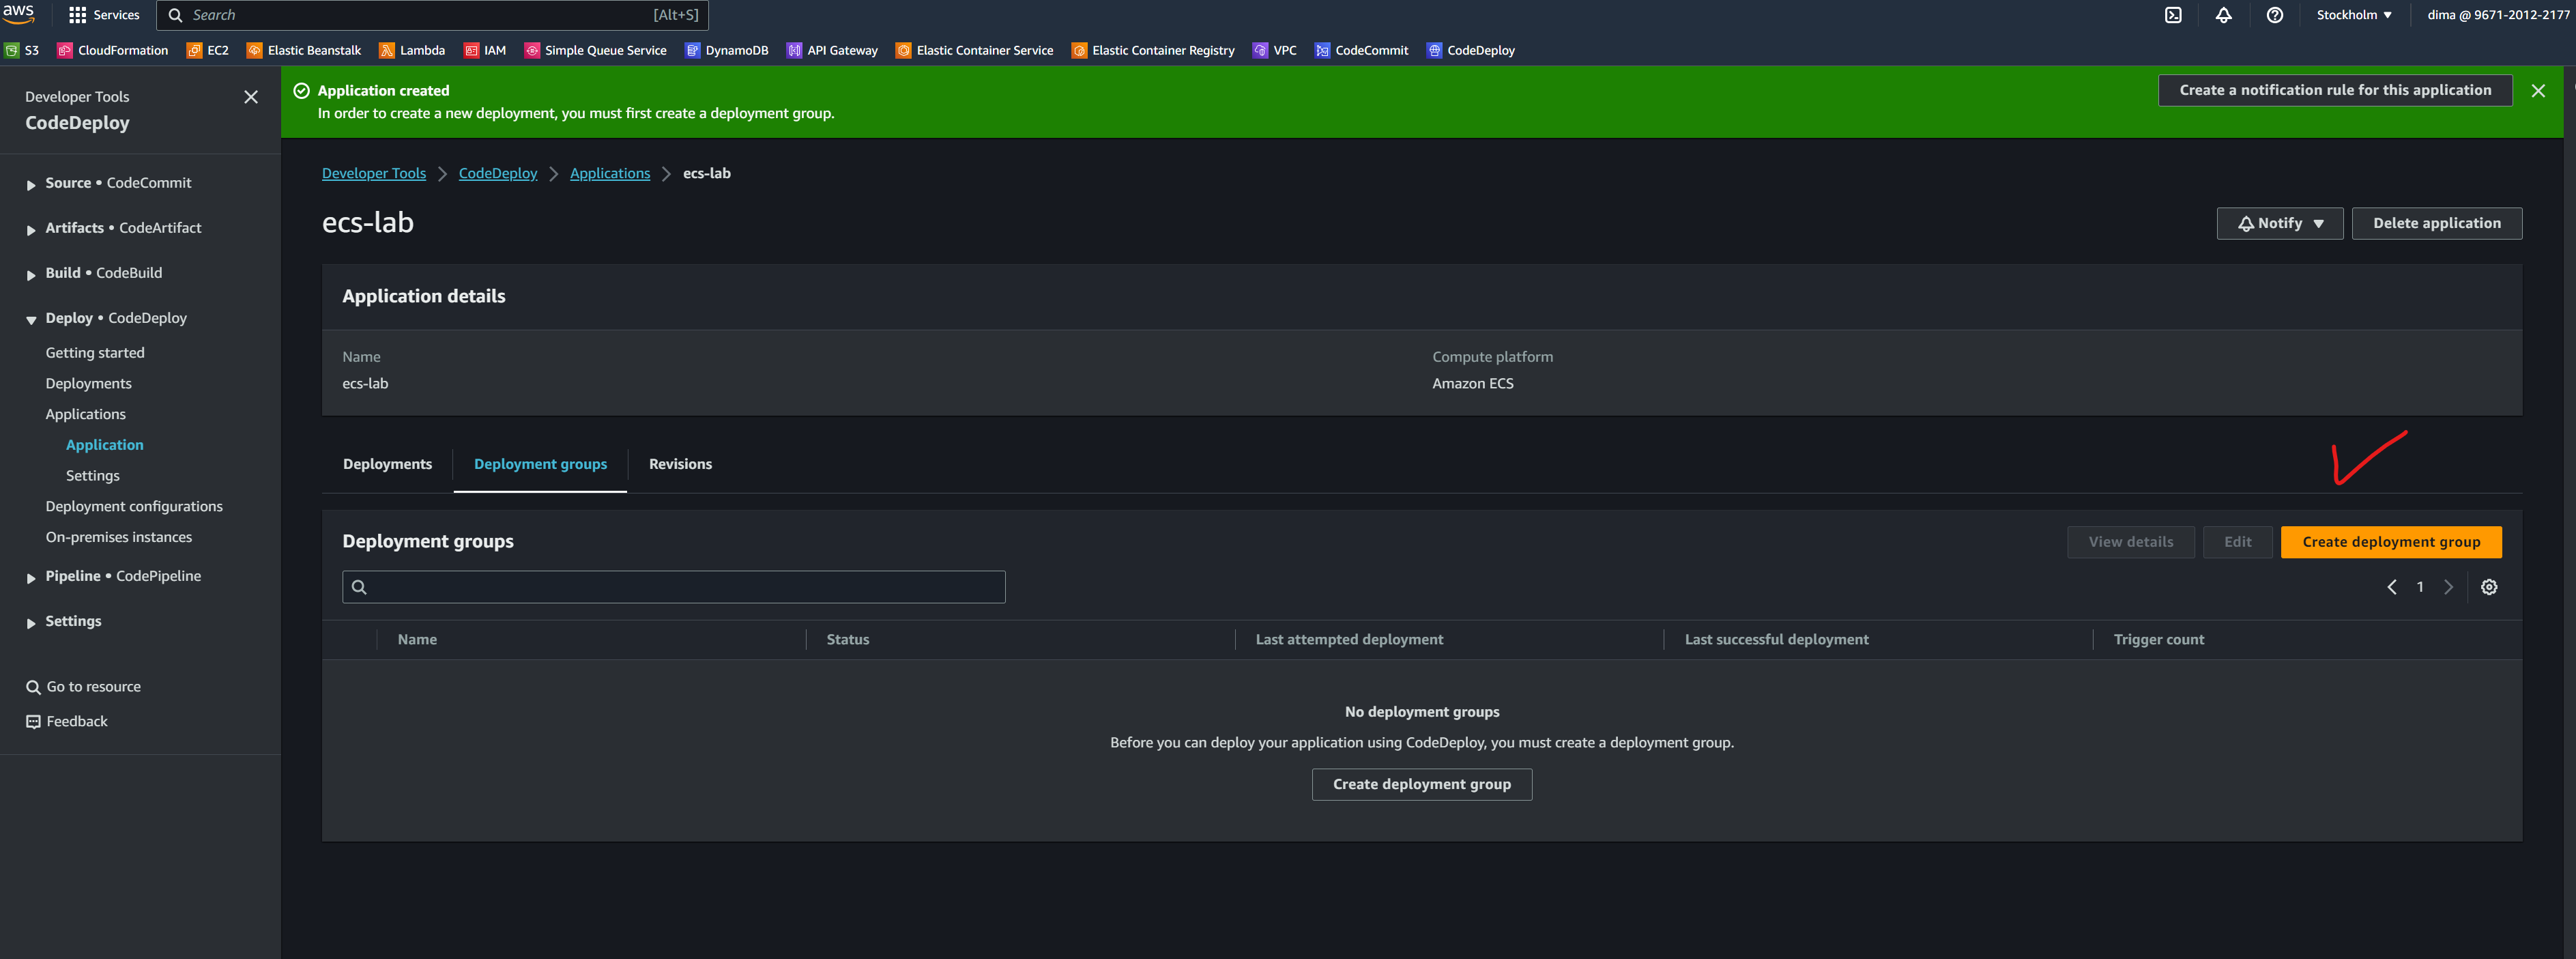 aws Services Search [Alt+S] Stockholm dima @ 9671-2012-2177
S3 CloudFormation EC2 Elastic Beanstalk Lambda IAM Simple Queue Service DynamoDB API Gateway Elastic Container Service Elastic Container Registry VPC CodeCommit CodeDeploy
Developer Tools
CodeDeploy
Source • CodeCommit
Artifacts • CodeArtifact
Build • CodeBuild
Deploy • CodeDeploy
Getting started
Deployments
Applications
Application
Settings
Deployment configurations
On-premises instances
Pipeline • CodePipeline
Settings
Go to resource
Feedback
Application created
In order to create a new deployment, you must first create a deployment group.
Create a notification rule for this application
Developer Tools CodeDeploy Applications ecs-lab
ecs-lab
Notify Delete application
Application details
Name Compute platform
ecs-lab Amazon ECS
Deployments Deployment groups Revisions
Deployment groups View details Edit Create deployment group
1
Name Status Last attempted deployment Last successful deployment Trigger count
No deployment groups
Before you can deploy your application using CodeDeploy, you must create a deployment group.
Create deployment group